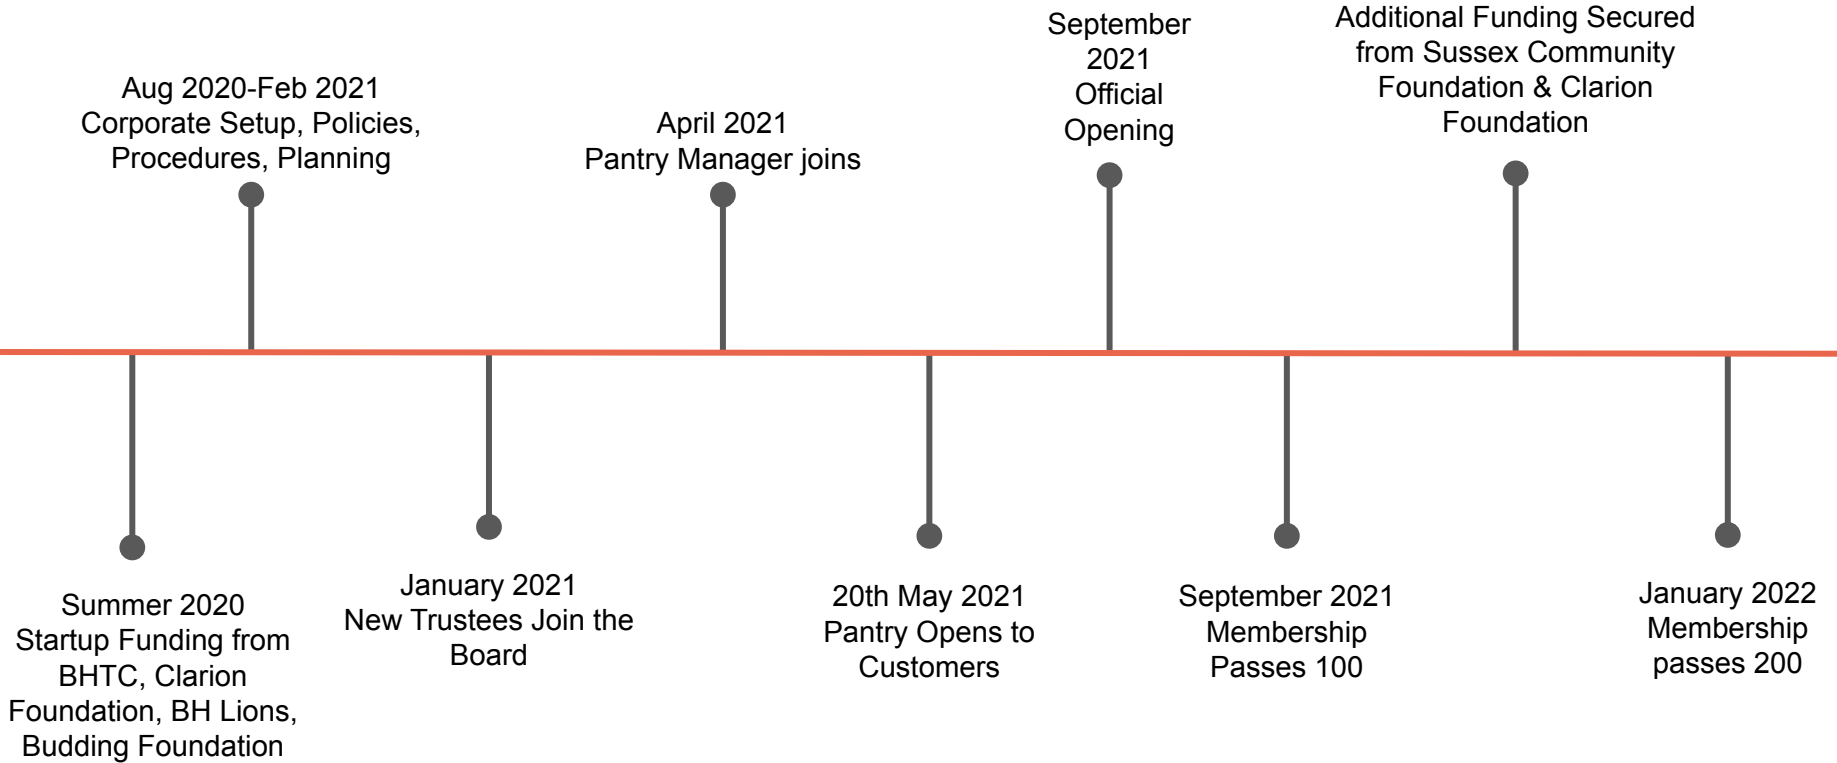 Summer 2020
Startup Funding from
BHTC, Clarion
Foundation, BH Lions,
Budding Foundation
Aug 2020-Feb 2021
Corporate Setup, Policies,
Procedures, Planning
January 2021
New Trustees Join the
Board
April 2021
Pantry Manager joins
20th May 2021
Pantry Opens to
Customers
September
2021
Official
Opening
September 2021
Membership
Passes 100
Additional Funding Secured
from Sussex Community
Foundation & Clarion
Foundation
January 2022
Membership
passes 200